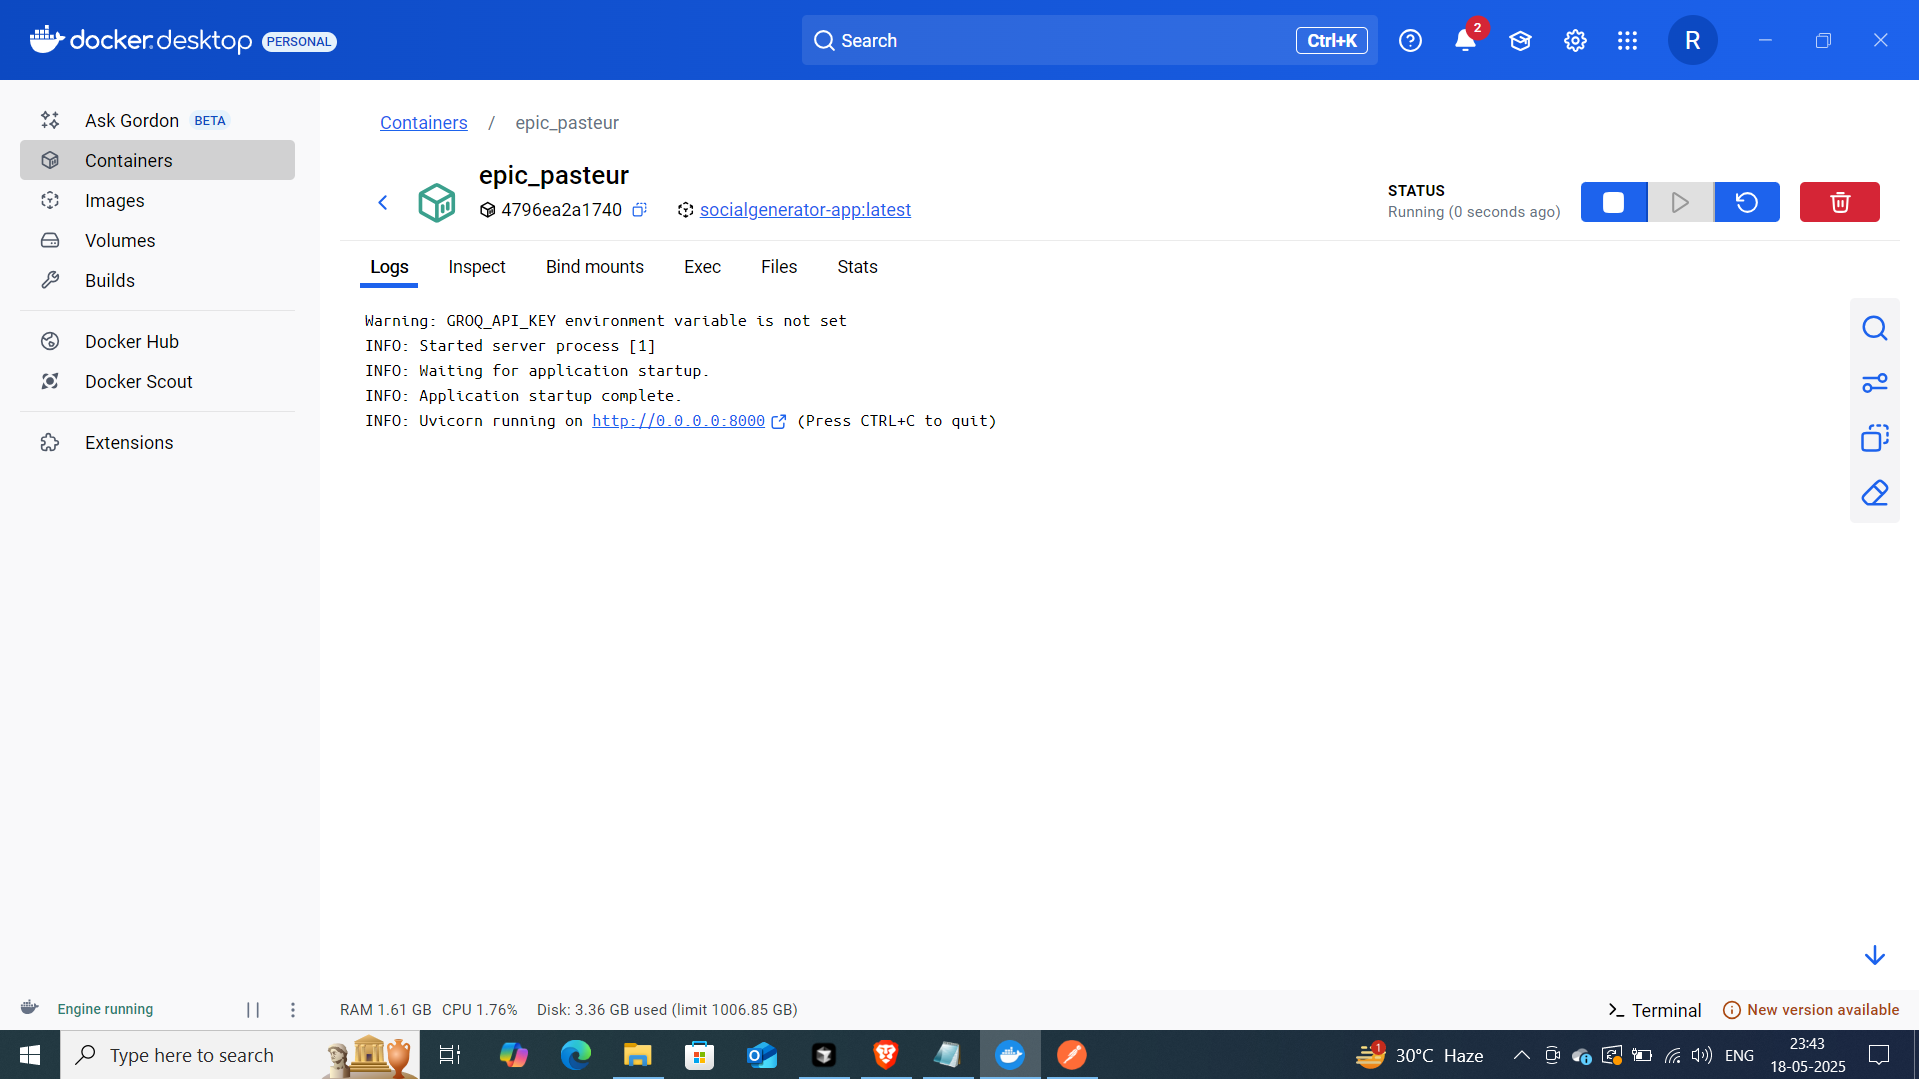 docker.desktop PERSONAL
Search
Ctrl+K
2
R
Ask Gordon BETA
Containers
Images
Volumes
Builds
Docker Hub
Docker Scout
Extensions
Containers / epic_pasteur
epic_pasteur
4796ea2a1740 socialgenerator-app:latest
STATUS
Running (0 seconds ago)
Logs Inspect Bind mounts Exec Files Stats
Warning: GROQ_API_KEY environment variable is not set
INFO: Started server process [1]
INFO: Waiting for application startup.
INFO: Application startup complete.
INFO: Uvicorn running on http://0.0.0.0:8000 (Press CTRL+C to quit)
Engine running
RAM 1.61 GB CPU 1.76% Disk: 3.36 GB used (limit 1006.85 GB)
Terminal
New version available
Type here to search
1
30°C Haze
ENG
23:43
18-05-2025